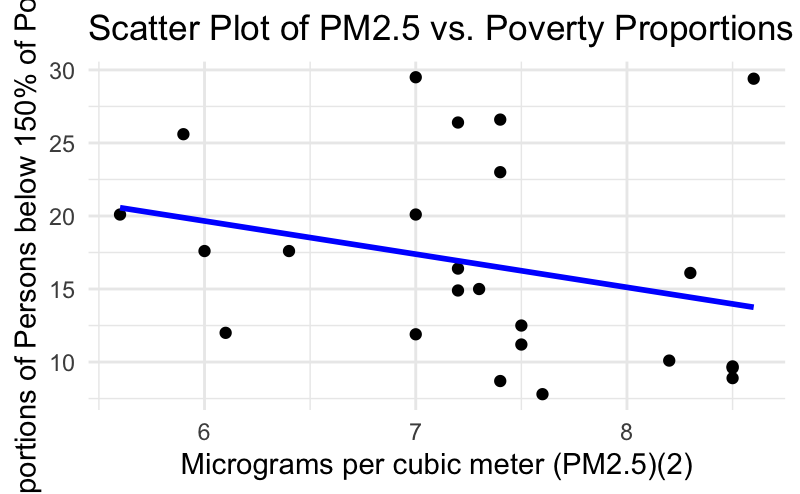 Scatter Plot of PM2.5 vs. Poverty Proportions
portions of Persons below 150% of Po
30
25
20
15
10
6
7
8
Micrograms per cubic meter (PM2.5)(2)